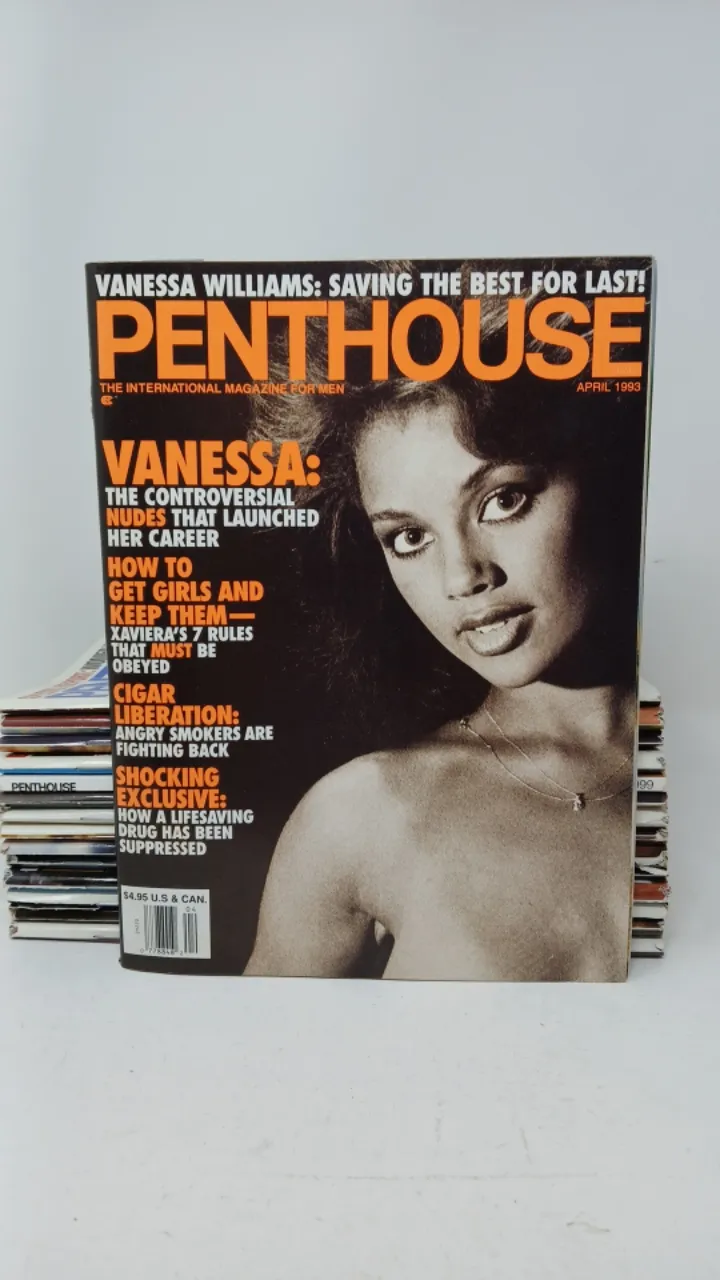 VANESSA WILLIAMS: SAVING THE BEST FOR LAST!
PENTHOUSE
THE INTERNATIONAL MAGAZINE FOR MEN
APRIL 1993
VANESSA:
THE CONTROVERSIAL
NUDES THAT LAUNCHED
HER CAREER
HOW TO
GET GIRLS AND
KEEP THEM—
XAVIERA'S 7 RULES
THAT MUST BE
OBEYED
CIGAR
LIBERATION:
ANGRY SMOKERS ARE
FIGHTING BACK
SHOCKING
EXCLUSIVE:
HOW A LIFESAVING
DRUG HAS BEEN
SUPPRESSED
$4.95 U.S & CAN.
04
PENTHOUSE